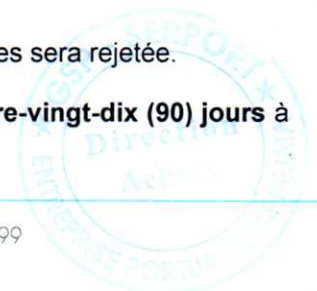 es sera rejetée.
re-vingt-dix (90) jours à
Direction
Achats
99